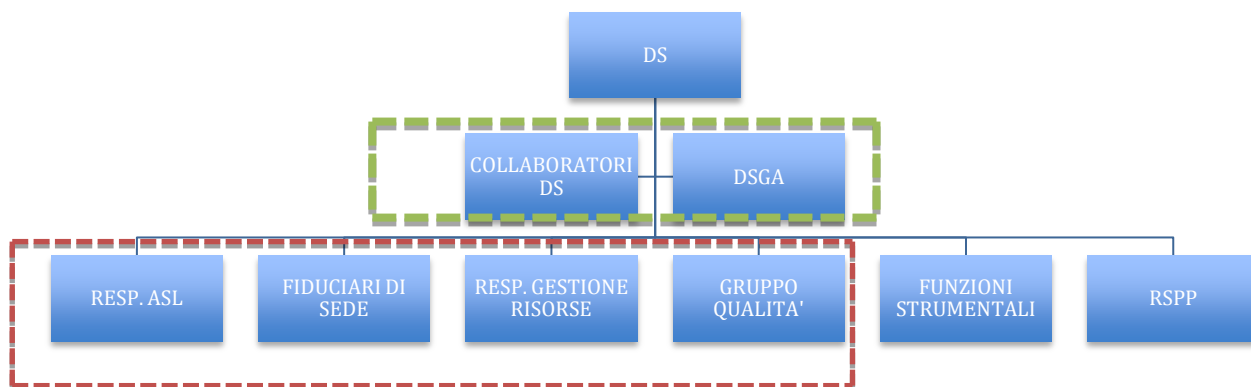 DS
COLLABORATORI
DS
DSGA
RESP. ASL
FIDUCIARI DI
SEDE
RESP. GESTIONE
RISORSE
GRUPPO
QUALITA'
FUNZIONI
STRUMENTALI
RSPP